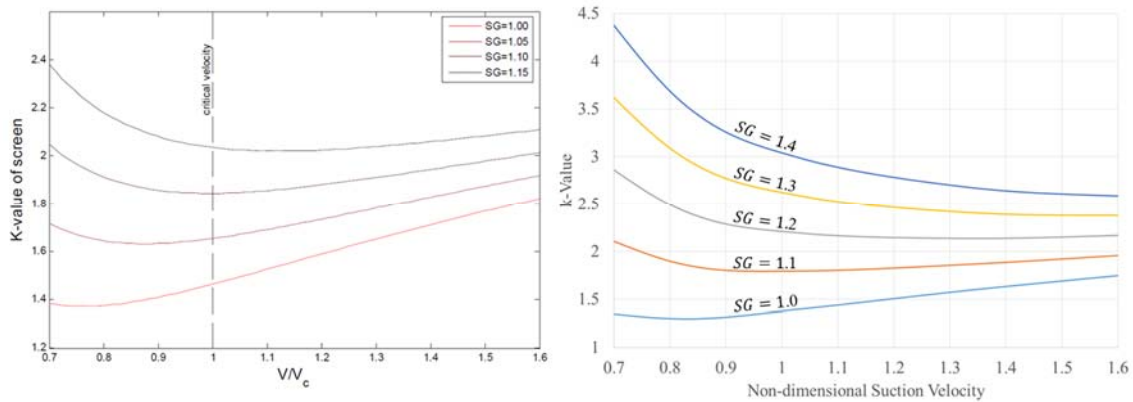 SG=1.00
SG=1.05
SG=1.10
SG=1.15
critical velocity
K-value of screen
2.4
2.2
2
1.8
1.6
1.4
1.2
0.7 0.8 0.9 1 1.1 1.2 1.3 1.4 1.5 1.6
V/Vc
4.5
4
3.5
3
2.5
2
1.5
1
k-Value
SG = 1.4
SG = 1.3
SG = 1.2
SG = 1.1
SG = 1.0
0.7 0.8 0.9 1 1.1 1.2 1.3 1.4 1.5 1.6
Non-dimensional Suction Velocity